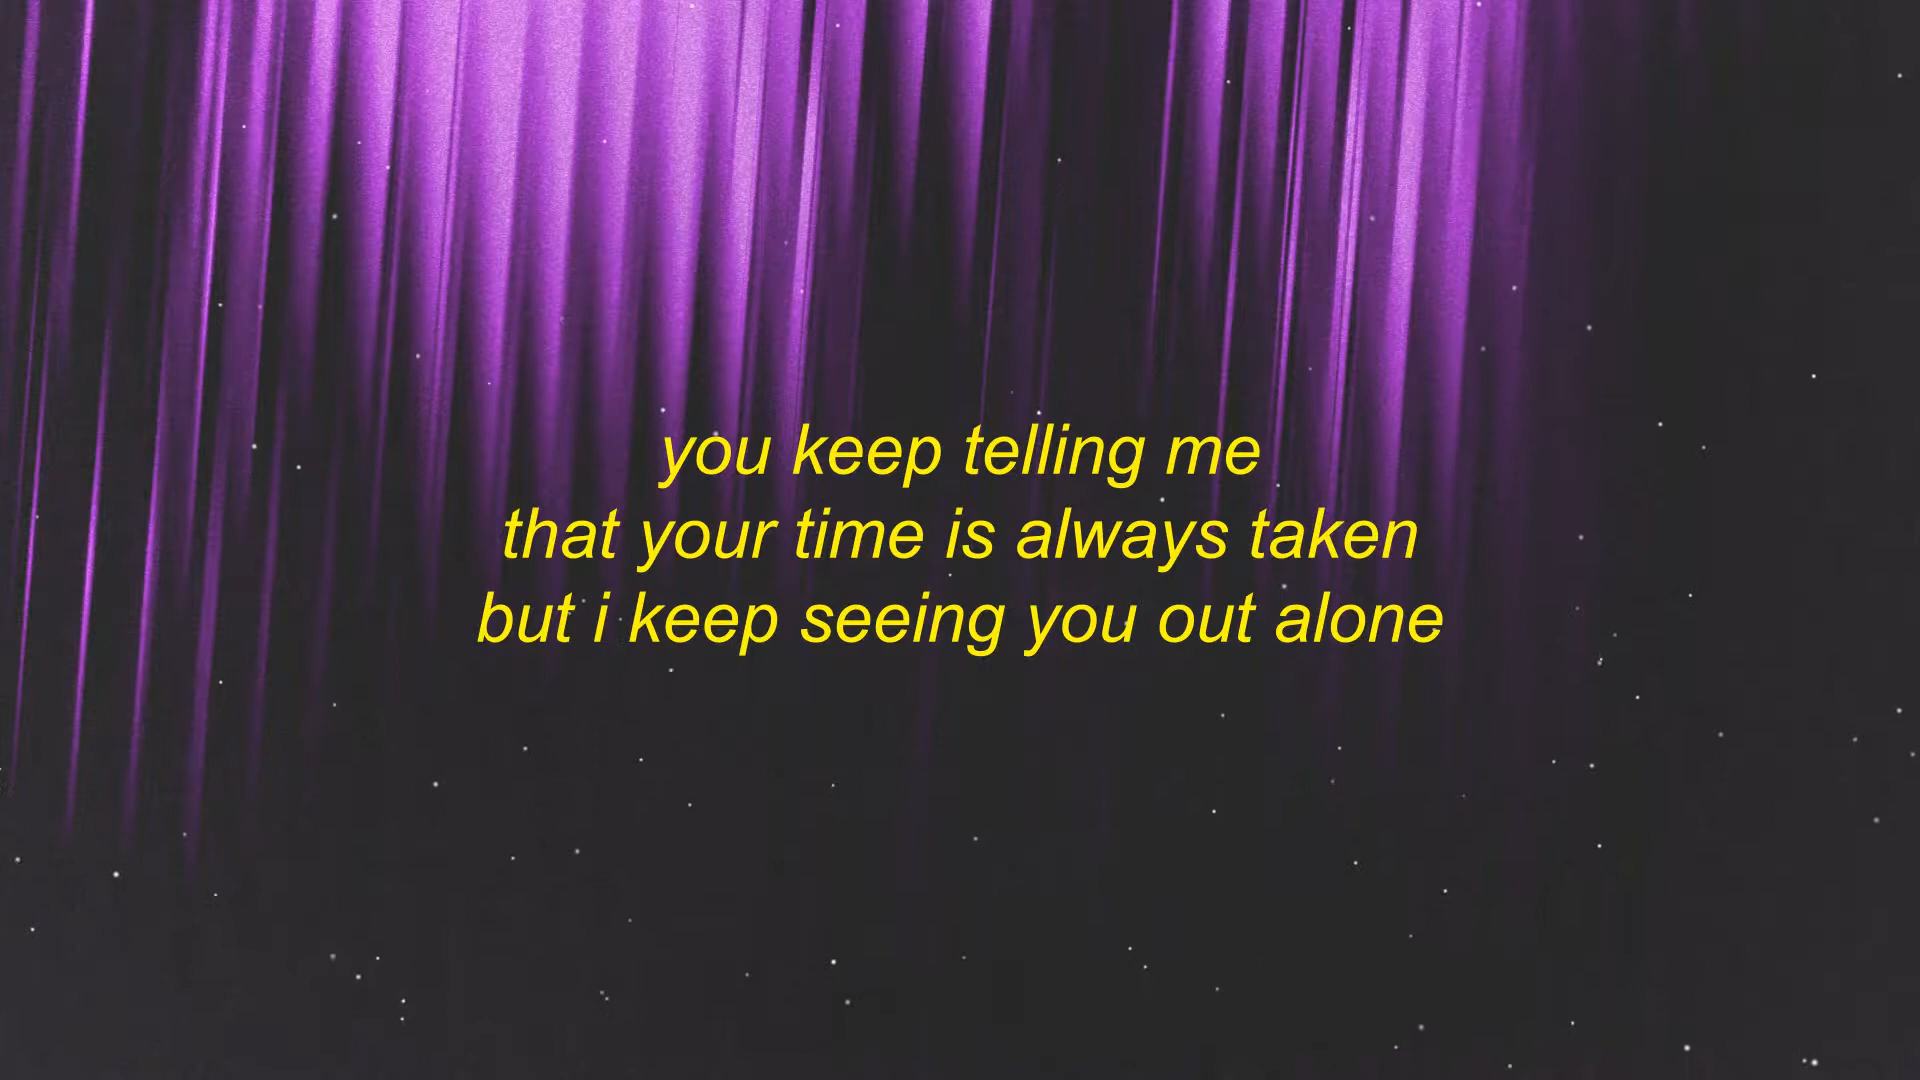 you keep telling me
that your time is always taken
but i keep seeing you out alone